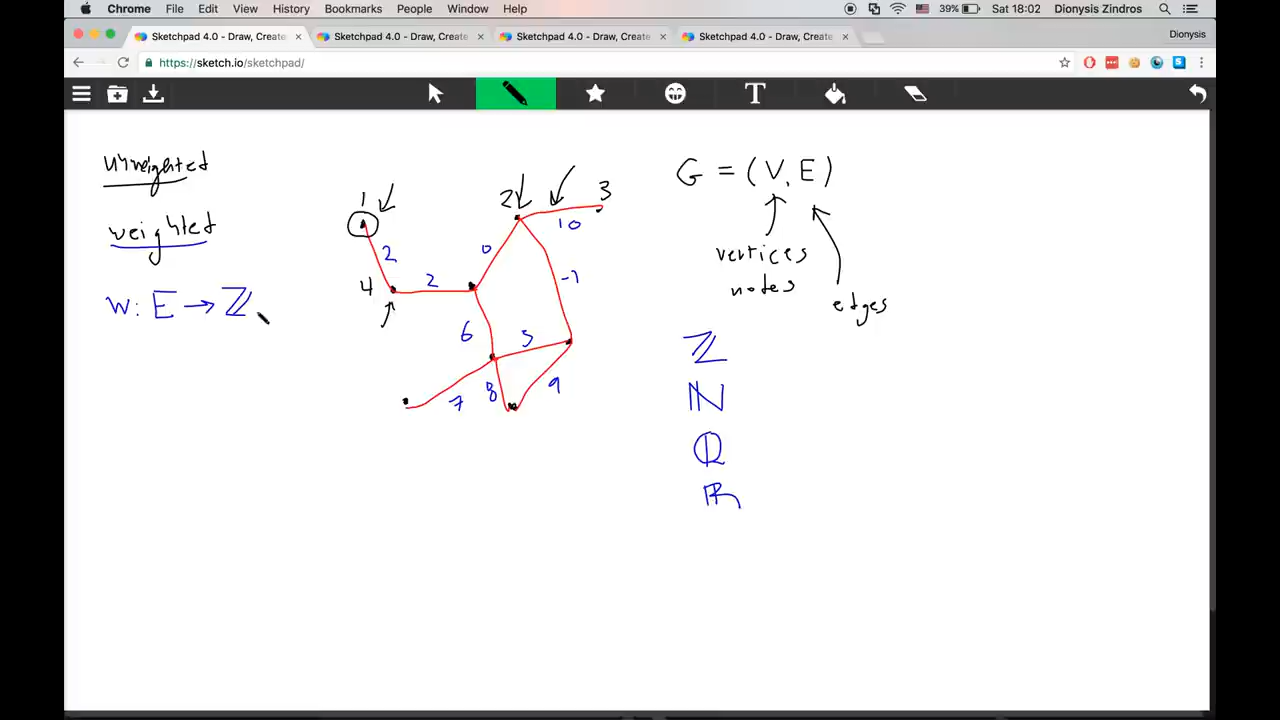 Chrome File Edit View History Bookmarks People Window Help 39% Sat 18:02 Dionysis Zindros
Sketchpad 4.0 - Draw, Create × Sketchpad 4.0 - Draw, Create × Sketchpad 4.0 - Draw, Create × Sketchpad 4.0 - Draw, Create × Dionysis
https://sketch.io/sketchpad/
T
unweighted
weighted
w: E → ℤ
1
2
3
4
2
2
0
10
-1
6
5
7
8
9
G = (V, E)
vertices
notes
edges
ℤ
ℕ
ℚ
ℝ